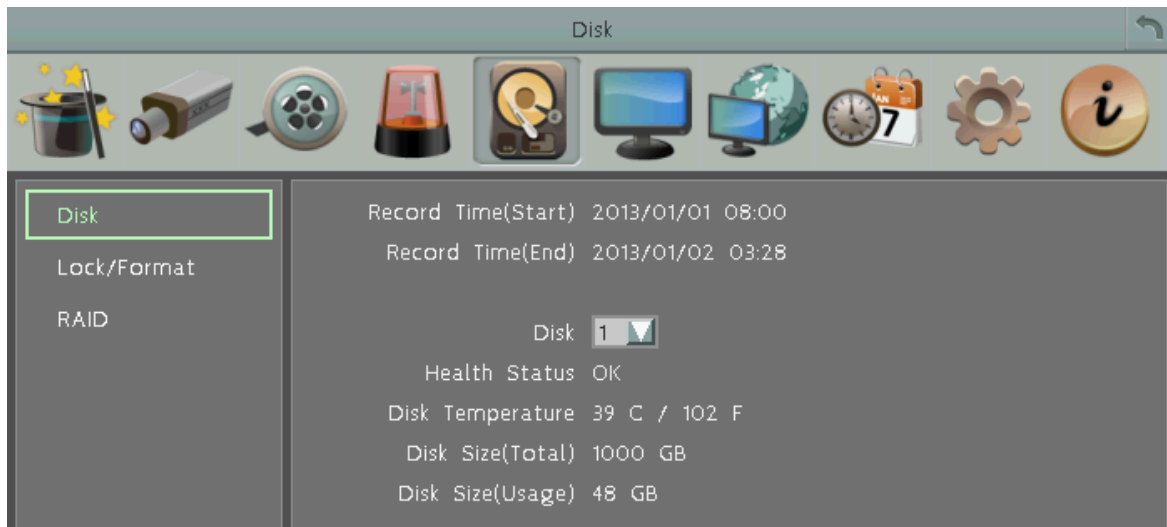 Disk
JAN
7
Disk
Lock/Format
RAID
Record Time(Start) 2013/01/01 08:00
Record Time(End) 2013/01/02 03:28
Disk 1
Health Status OK
Disk Temperature 39 C / 102 F
Disk Size(Total) 1000 GB
Disk Size(Usage) 48 GB